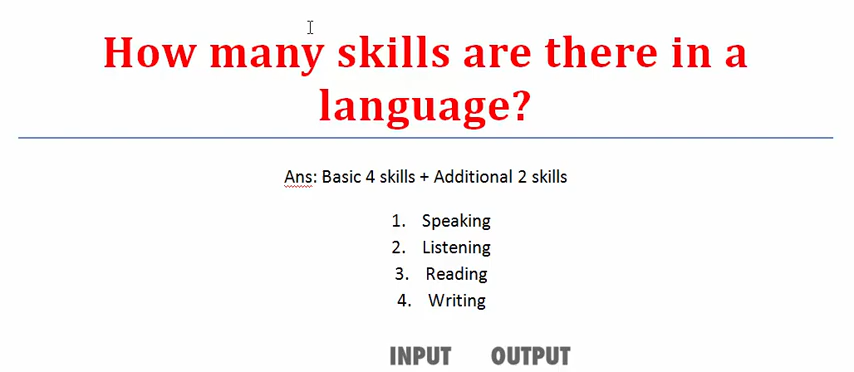 How many skills are there in a
language?
Ans: Basic 4 skills + Additional 2 skills
1. Speaking
2. Listening
3. Reading
4. Writing
INPUT OUTPUT